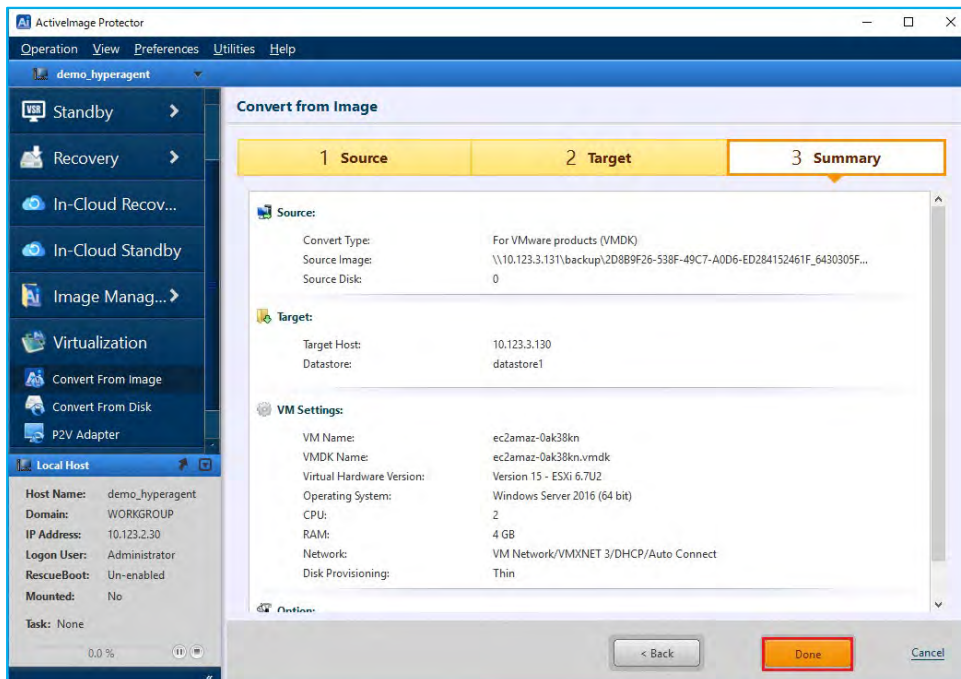 ActiveImage Protector
Operation View Preferences Utilities Help
demo_hyperagent
Standby
Recovery
In-Cloud Recov...
In-Cloud Standby
Image Manag...
Virtualization
Convert From Image
Convert From Disk
P2V Adapter
Local Host
Host Name: demo_hyperagent
Domain: WORKGROUP
IP Address: 10.123.2.30
Logon User: Administrator
RescueBoot: Un-enabled
Mounted: No
Task: None
0.0 %
Convert from Image
1 Source 2 Target 3 Summary
Source:
Convert Type: For VMware products (VMDK)
Source Image: \\10.123.3.131\backup\2D8B9F26-538F-49C7-A0D6-ED284152461F_6430305F...
Source Disk: 0
Target:
Target Host: 10.123.3.130
Datastore: datastore1
VM Settings:
VM Name: ec2amaz-0ak38kn
VMDK Name: ec2amaz-0ak38kn.vmdk
Virtual Hardware Version: Version 15 - ESXi 6.7U2
Operating System: Windows Server 2016 (64 bit)
CPU: 2
RAM: 4 GB
Network: VM Network/VMXNET 3/DHCP/Auto Connect
Disk Provisioning: Thin
Option:
< Back Done Cancel